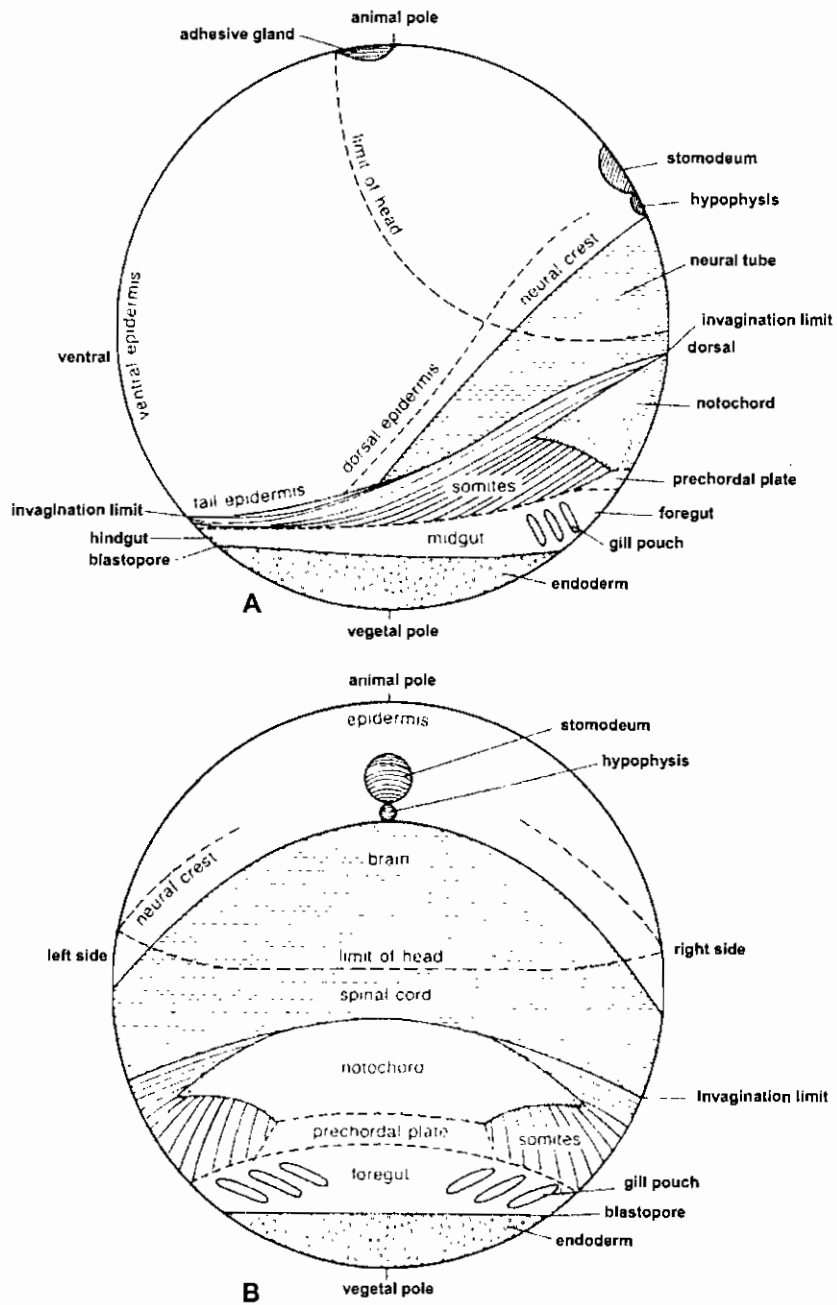 animal pole
adhesive gland
stomodeum
hypophysis
limit of head
neural crest
neural tube
invagination limit
dorsal
ventral
ventral epidermis
dorsal epidermis
notochord
prechordal plate
somites
tail epidermis
invagination limit
foregut
hindgut
midgut
gill pouch
blastopore
endoderm
A
vegetal pole
animal pole
epidermis
stomodeum
hypophysis
brain
neural crest
left side
limit of head
right side
spinal cord
notochord
Invagination limit
prechordal plate
somites
foregut
gill pouch
blastopore
endoderm
B
vegetal pole